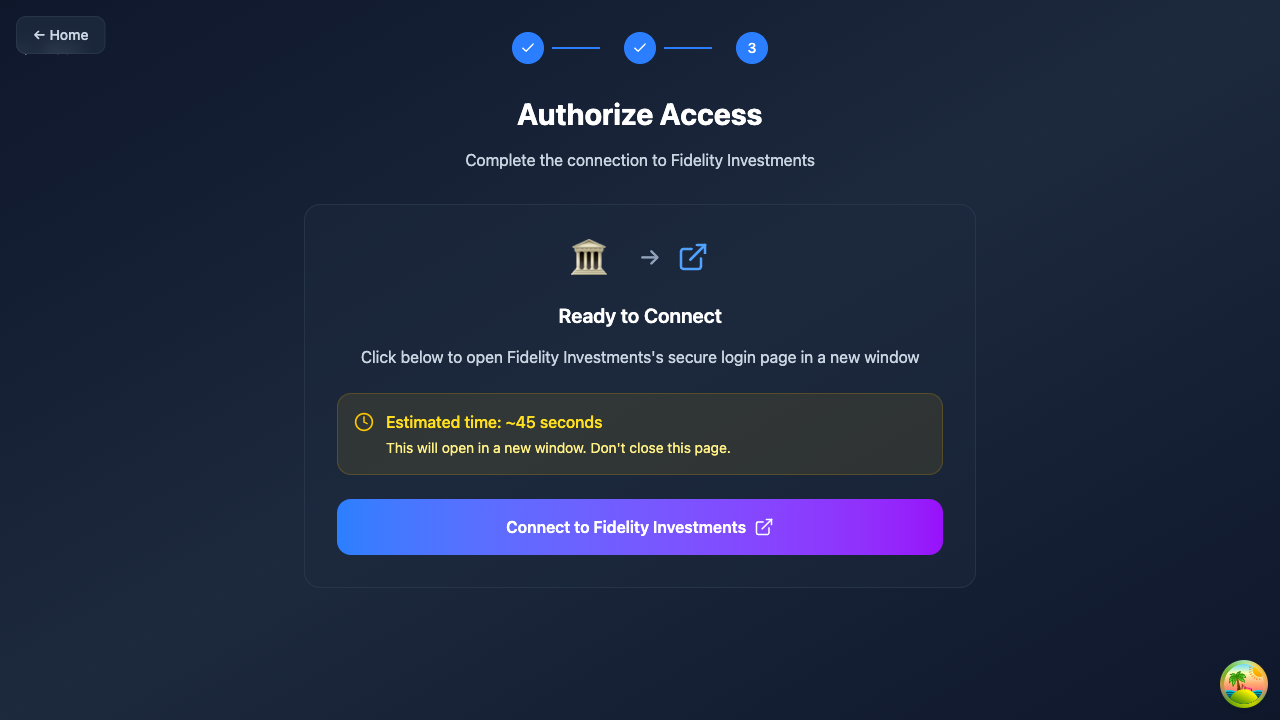 Home
3
Authorize Access
Complete the connection to Fidelity Investments
Ready to Connect
Click below to open Fidelity Investments's secure login page in a new window
Estimated time: ~45 seconds
This will open in a new window. Don't close this page.
Connect to Fidelity Investments